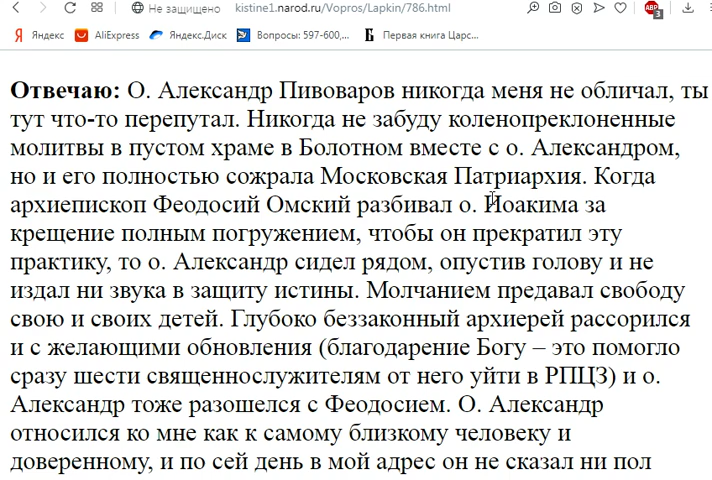 Не защищено kistine1.narod.ru/Vopros/Lapkin/786.html ABP 3
Яндекс AliExpress Яндекс.Диск Вопросы: 597-600,... Первая книга Царс...
Отвечаю: О. Александр Пивоваров никогда меня не обличал, ты
тут что-то перепутал. Никогда не забуду коленопреклоненные
молитвы в пустом храме в Болотном вместе с о. Александром,
но и его полностью сожрала Московская Патриархия. Когда
архиепископ Феодосий Омский разбивал о. Иоакима за
крещение полным погружением, чтобы он прекратил эту
практику, то о. Александр сидел рядом, опустив голову и не
издал ни звука в защиту истины. Молчанием предавал свободу
свою и своих детей. Глубоко беззаконный архиерей рассорился
и с желающими обновления (благодарение Богу – это помогло
сразу шести священнослужителям от него уйти в РПЦЗ) и о.
Александр тоже разошелся с Феодосием. О. Александр
относился ко мне как к самому близкому человеку и
доверенному, и по сей день в мой адрес он не сказал ни пол